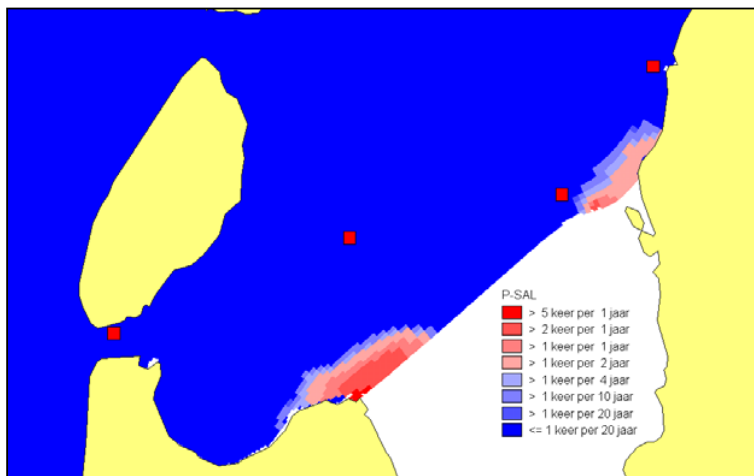 P-SAL
> 5 keer per 1 jaar
> 2 keer per 1 jaar
> 1 keer per 1 jaar
> 1 keer per 2 jaar
> 1 keer per 4 jaar
> 1 keer per 10 jaar
> 1 keer per 20 jaar
<= 1 keer per 20 jaar